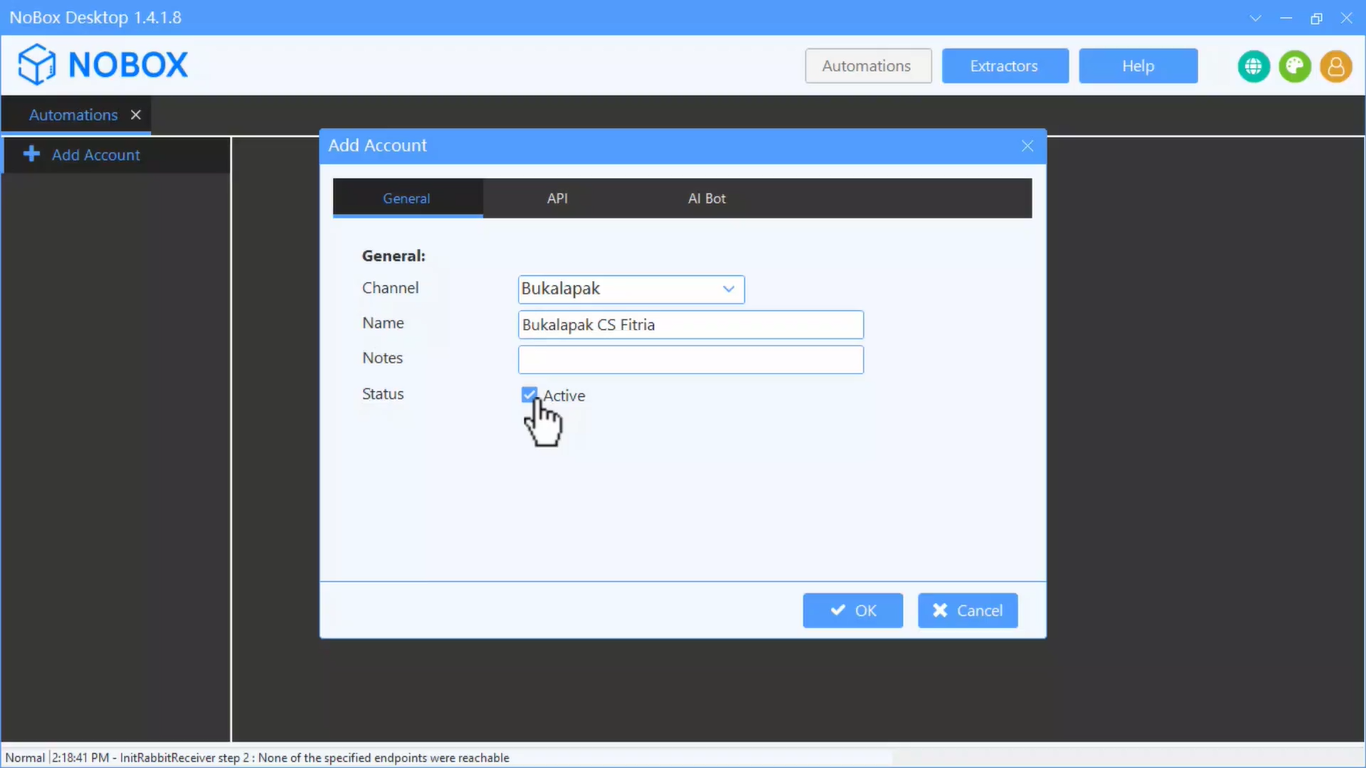 NoBox Desktop 1.4.1.8
NOBOX
Automations Extractors Help
Automations
Add Account
Add Account
General API AI Bot
General:
Channel Bukalapak
Name Bukalapak CS Fitria
Notes
Status Active
OK Cancel
Normal 2:18:41 PM - InitRabbitReceiver step 2 : None of the specified endpoints were reachable